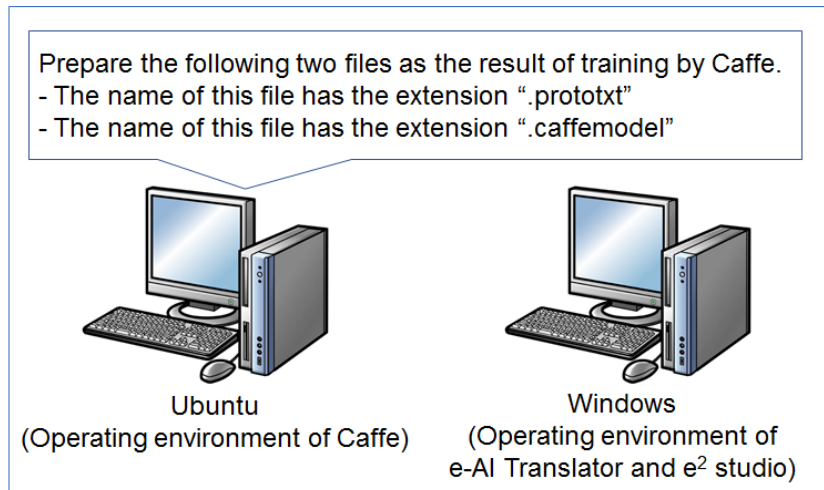 Prepare the following two files as the result of training by Caffe.
- The name of this file has the extension “.prototxt”
- The name of this file has the extension “.caffemodel”
Ubuntu
(Operating environment of Caffe)
Windows
(Operating environment of
e-AI Translator and e² studio)